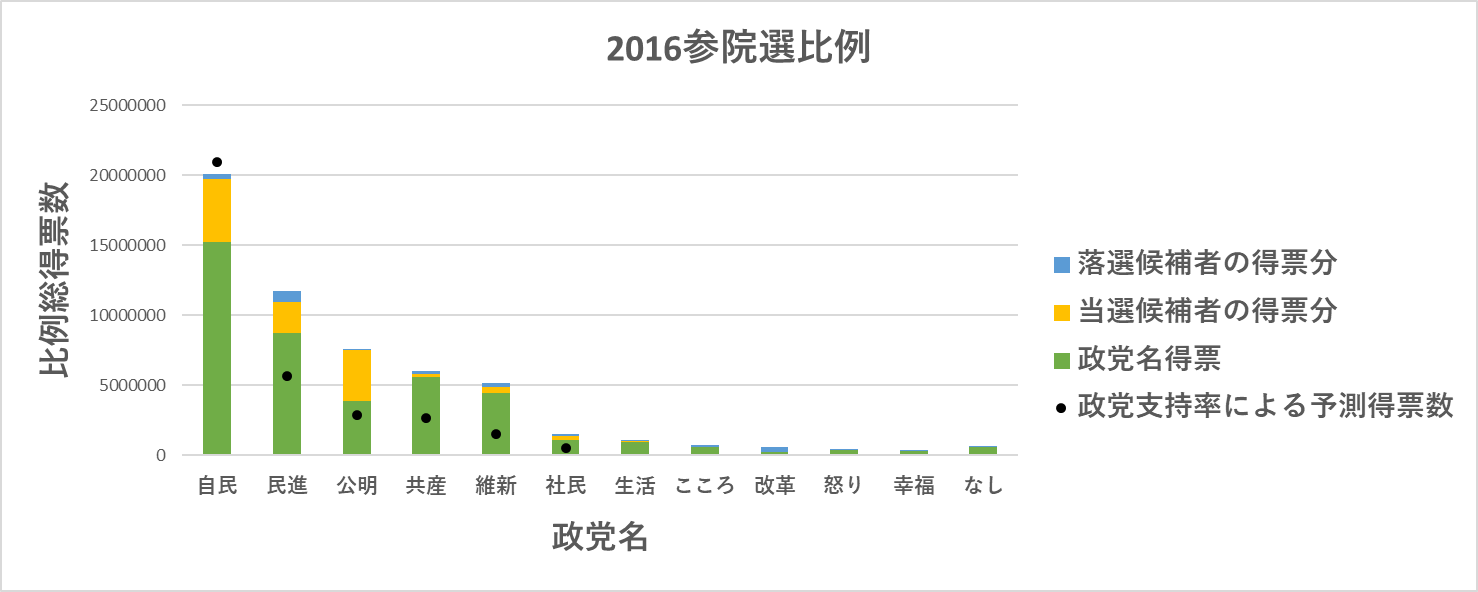 2016参院選比例
比例総得票数
25000000
20000000
15000000
10000000
5000000
0
自民 民進 公明 共産 維新 社民 生活 こころ 改革 怒り 幸福 なし
政党名
落選候補者の得票分
当選候補者の得票分
政党名得票
政党支持率による予測得票数